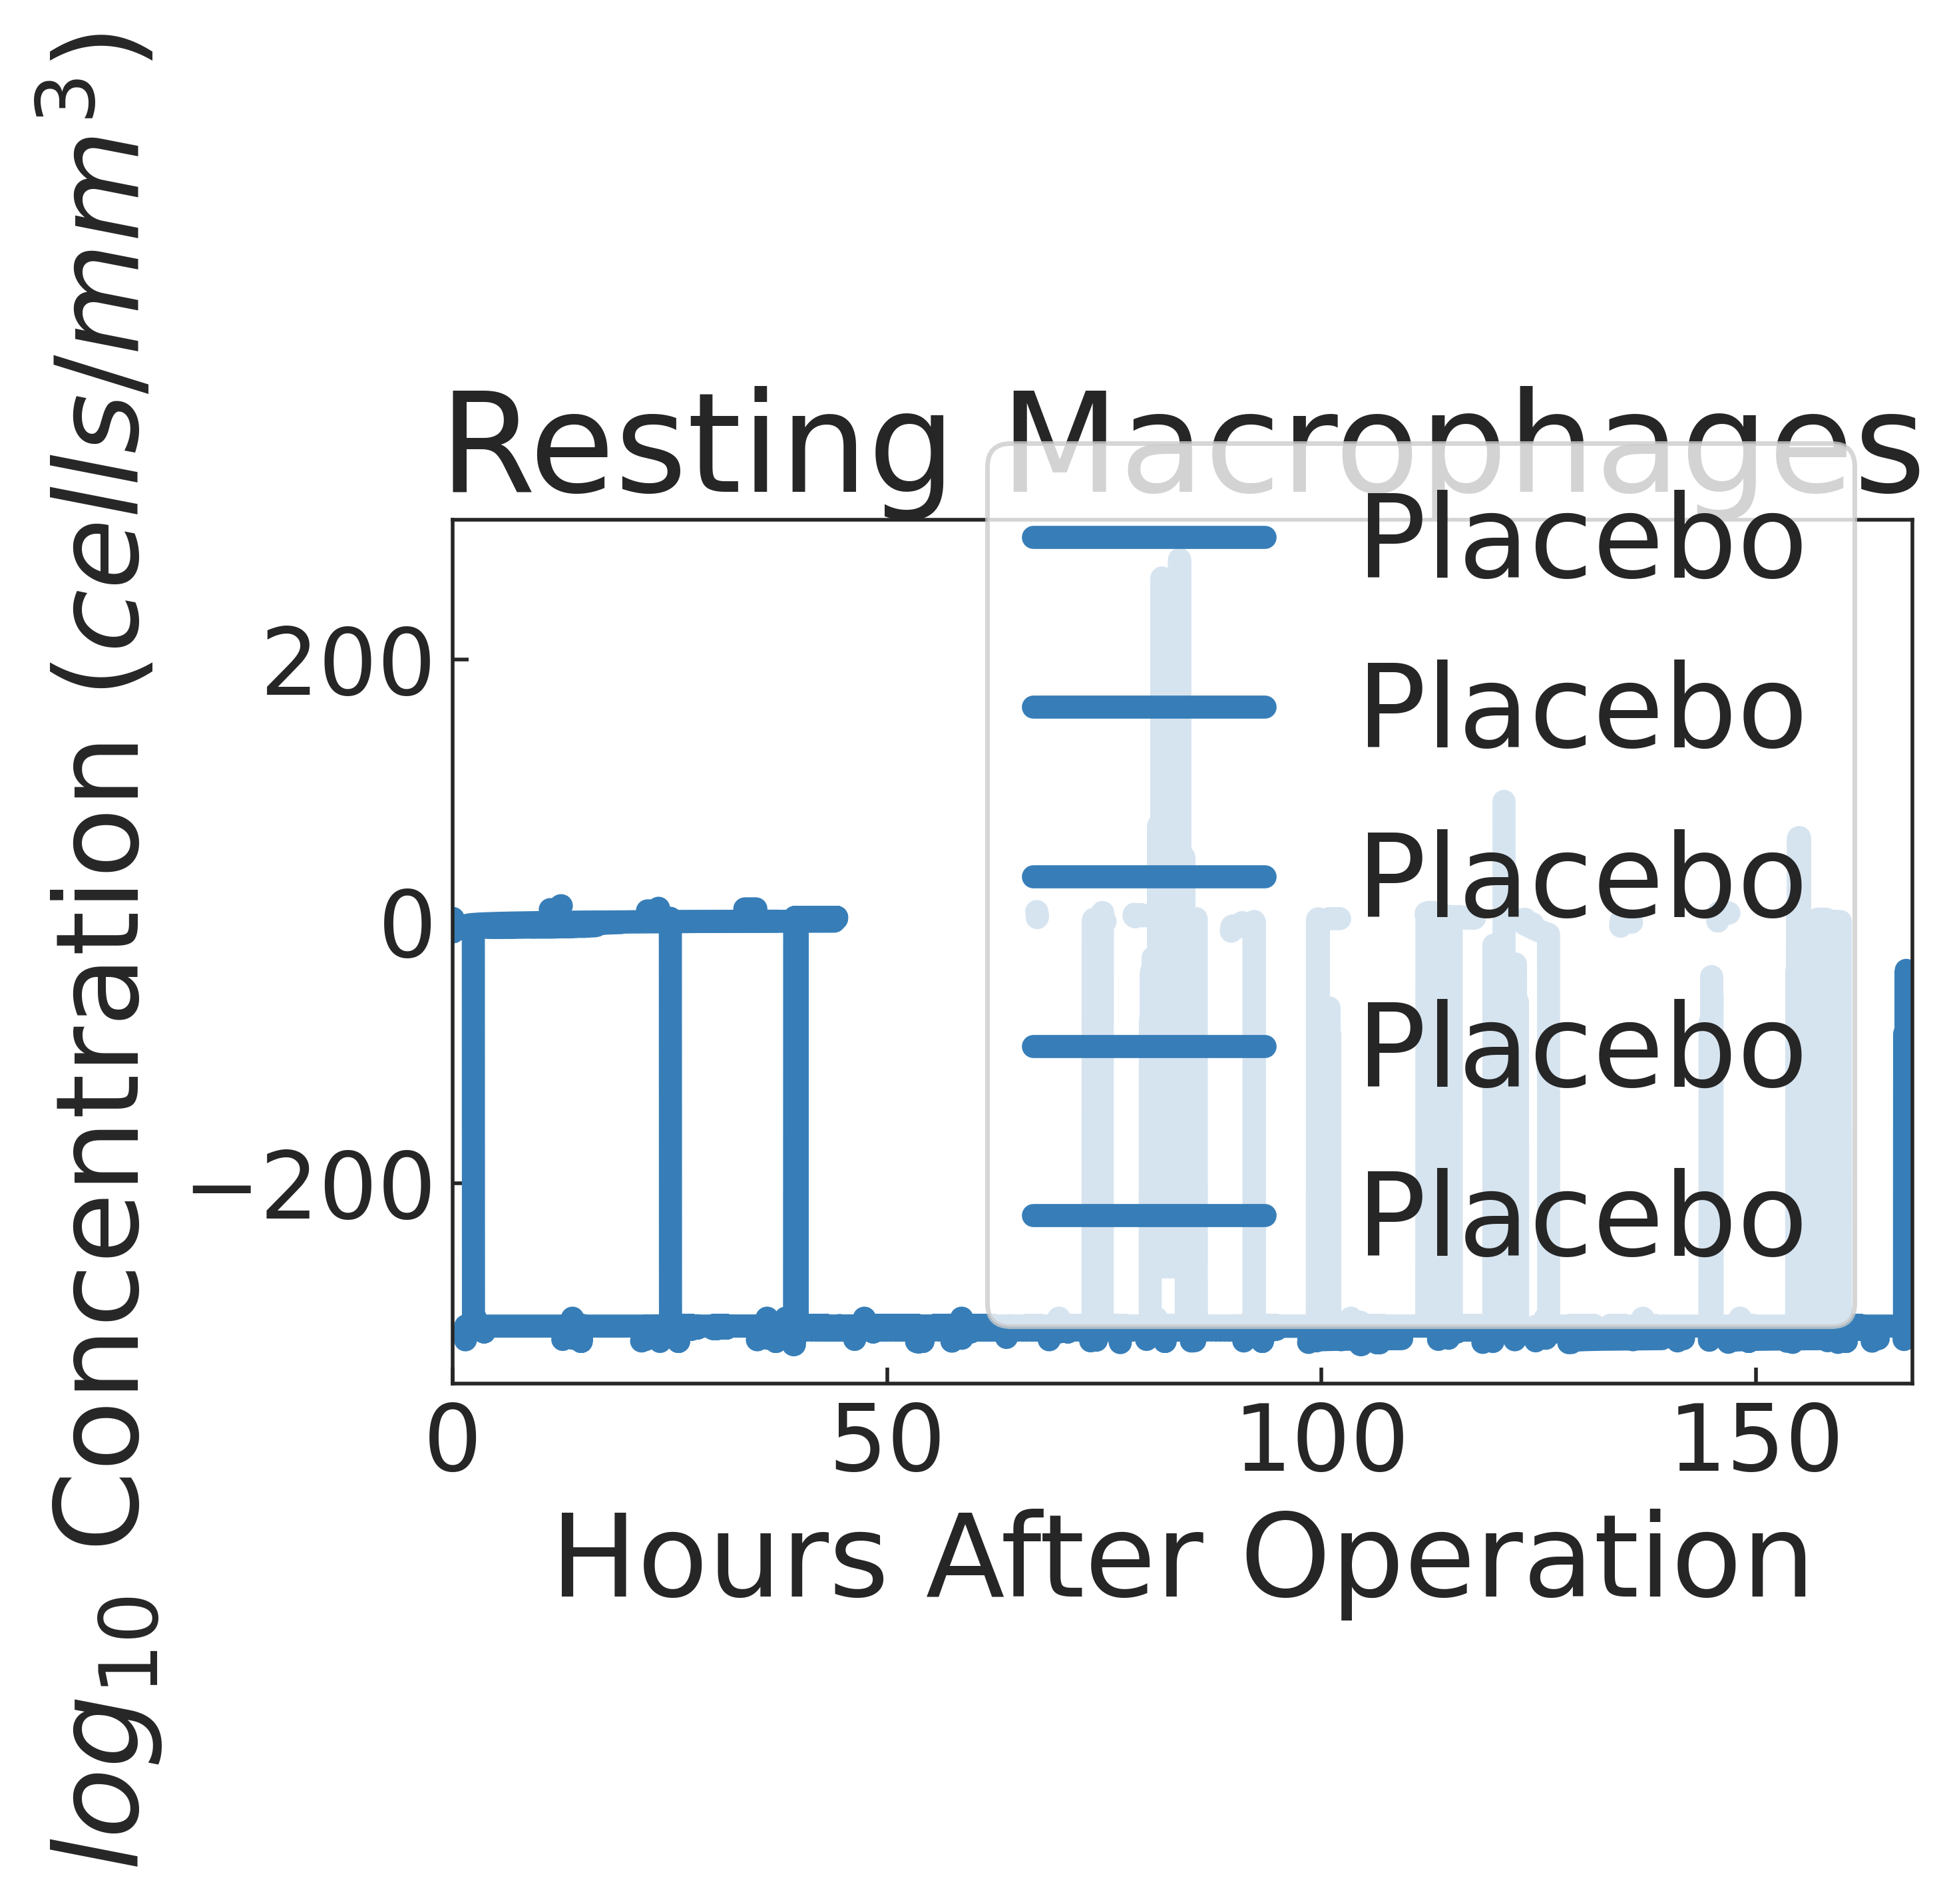 Resting Macrophages
log10 Concentration (cells/mm3)
200
0
−200
Placebo
Placebo
Placebo
Placebo
Placebo
0 50 100 150
Hours After Operation